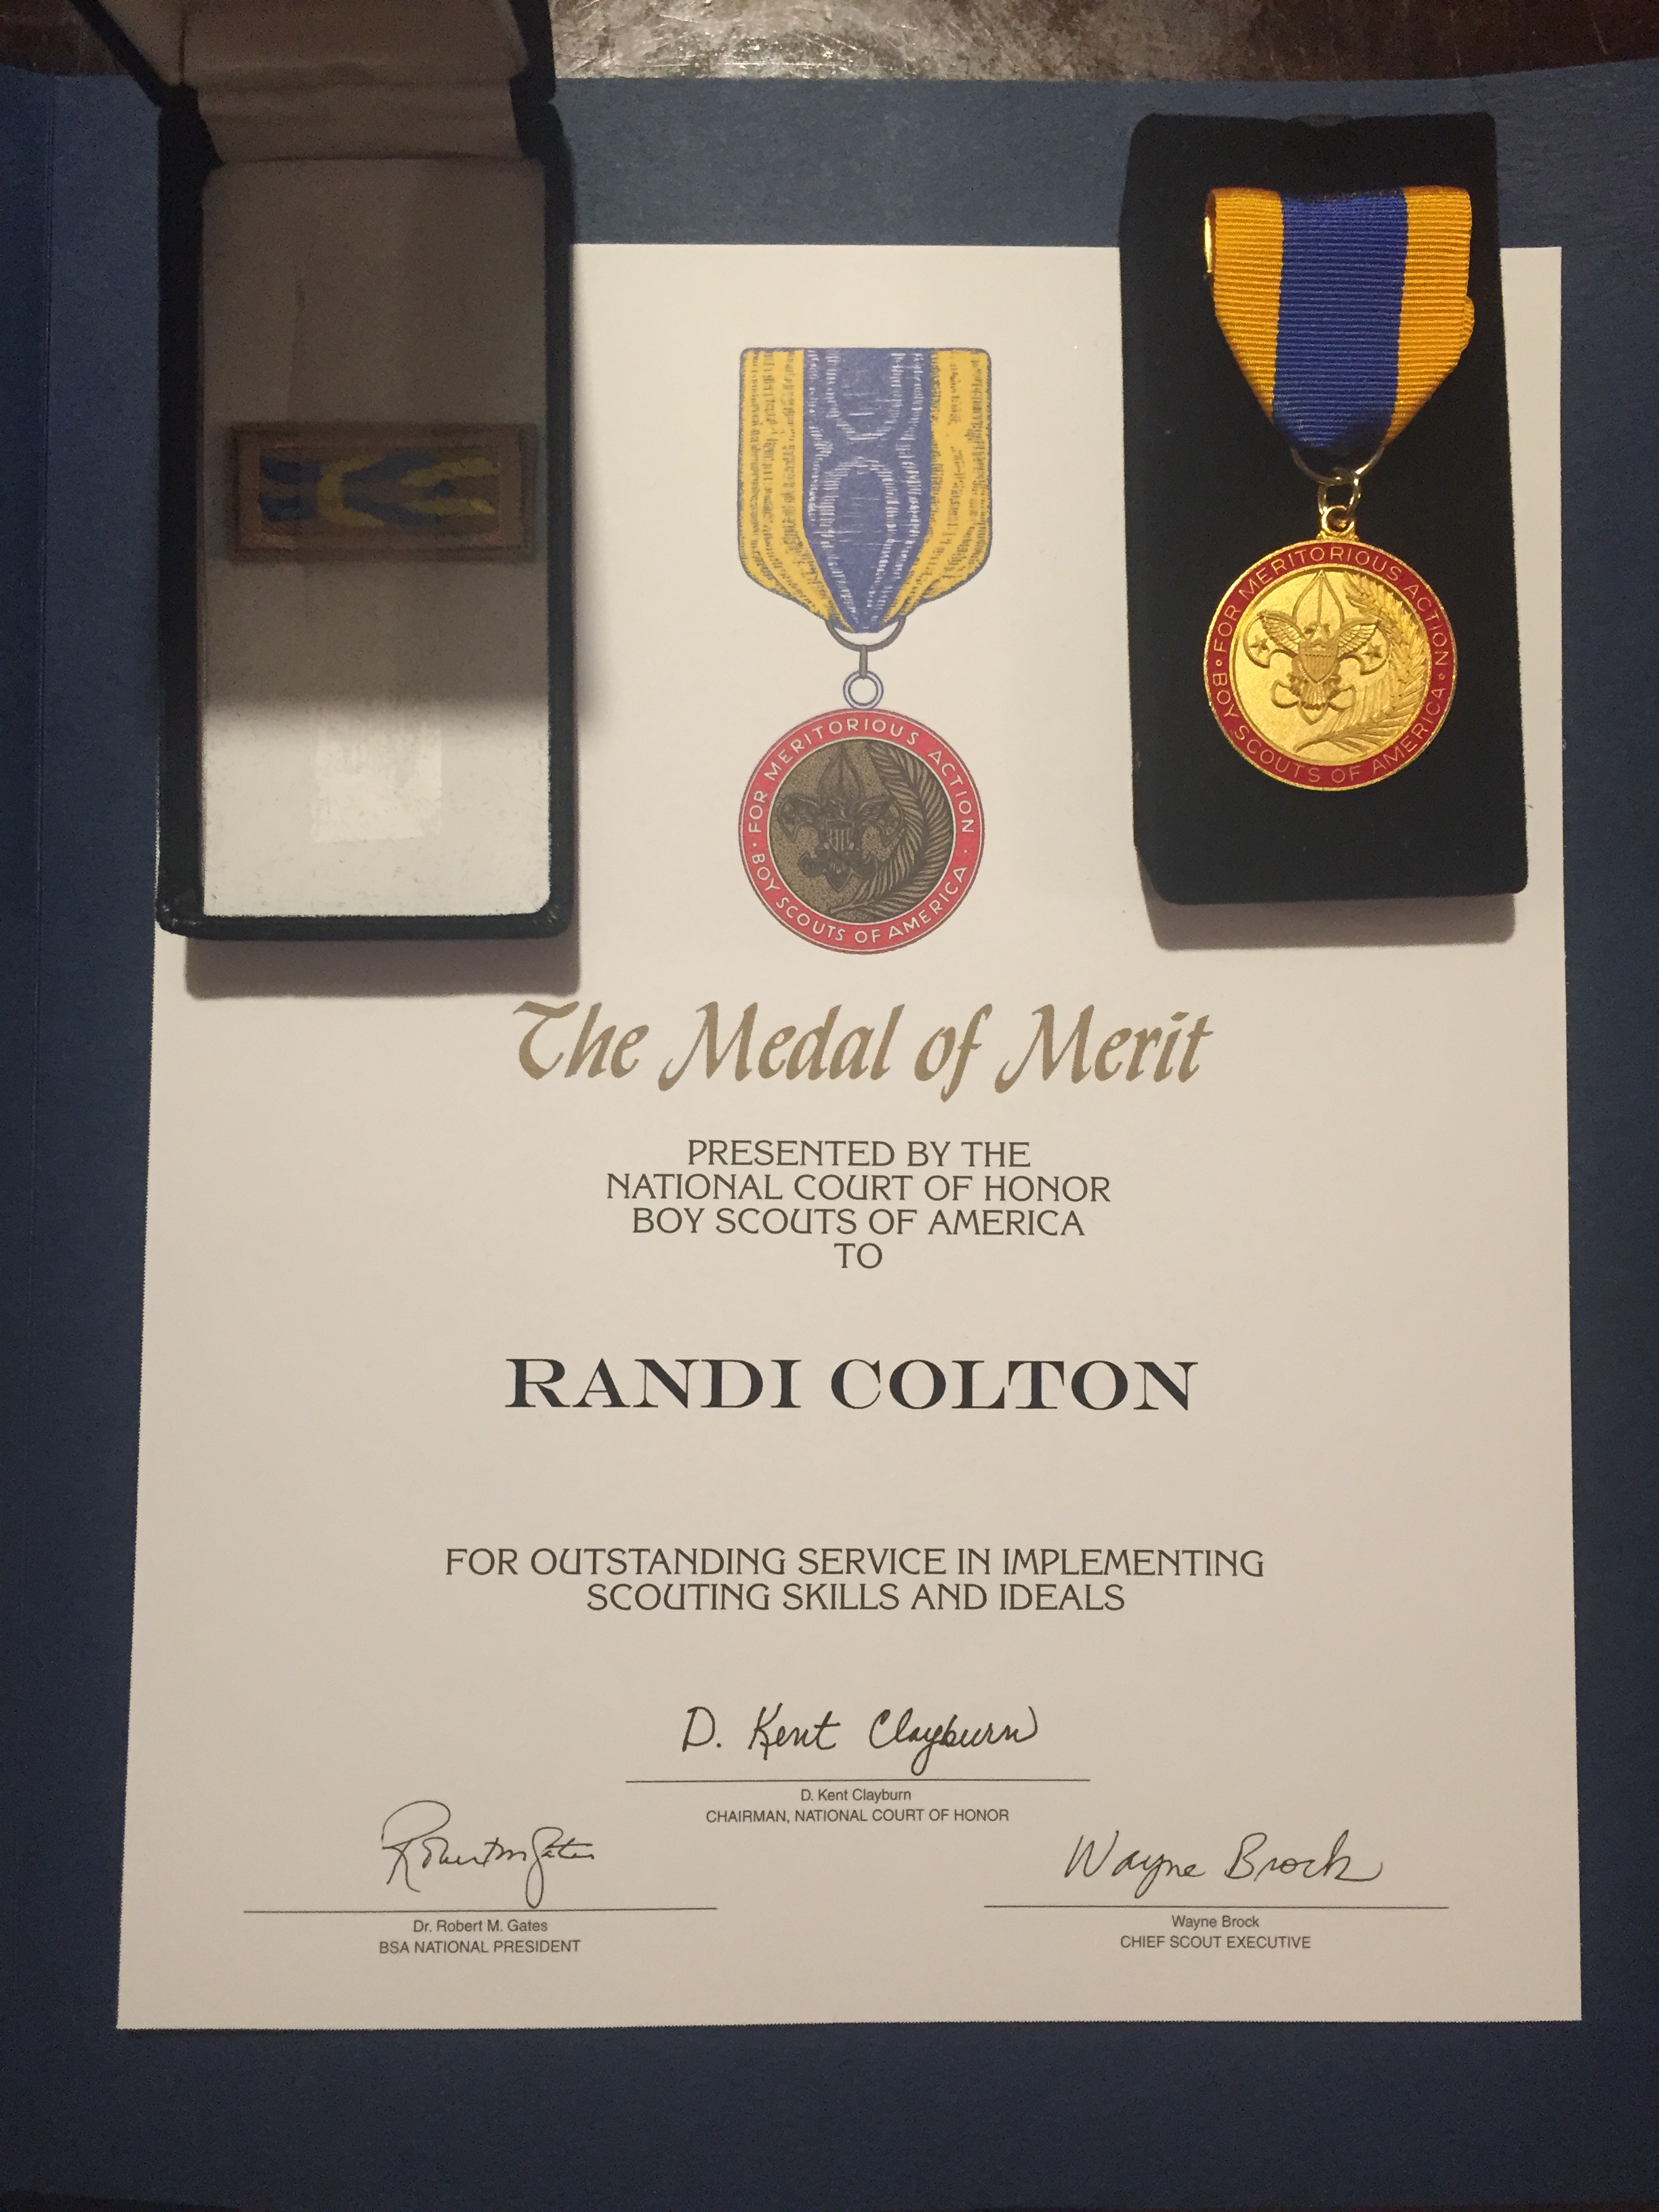 FOR MERITORIOUS ACTION
BOY SCOUTS OF AMERICA
FOR MERITORIOUS ACTION
BOY SCOUTS OF AMERICA
The Medal of Merit
PRESENTED BY THE
NATIONAL COURT OF HONOR
BOY SCOUTS OF AMERICA
TO
RANDI COLTON
FOR OUTSTANDING SERVICE IN IMPLEMENTING
SCOUTING SKILLS AND IDEALS
D. Kent Clayburn
D. Kent Clayburn
CHAIRMAN, NATIONAL COURT OF HONOR
Robert M Gates
Dr. Robert M. Gates
BSA NATIONAL PRESIDENT
Wayne Brock
Wayne Brock
CHIEF SCOUT EXECUTIVE